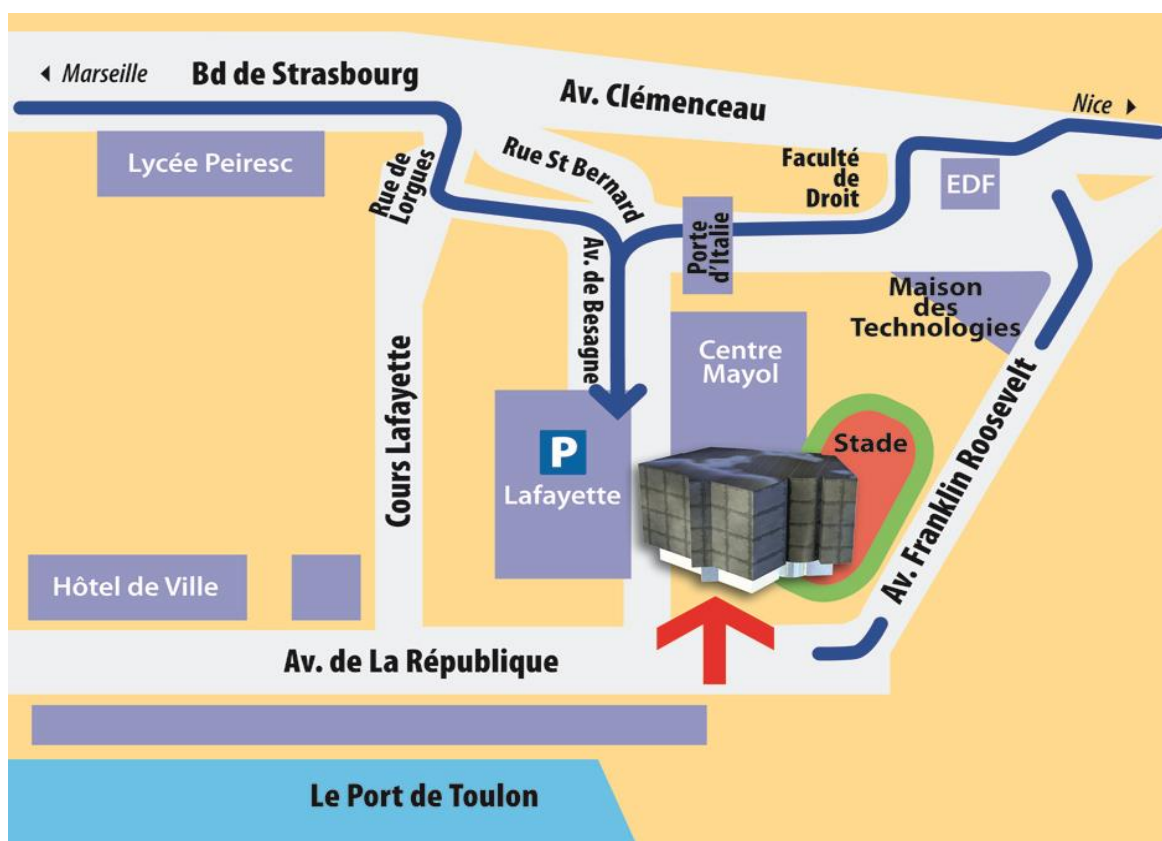 Marseille
Bd de Strasbourg
Av. Clémenceau
Nice
Lycée Peiresc
Rue de
Lorgues
Rue St Bernard
Faculté
de
Droit
EDF
Porte
d'Italie
Av. de Besagne
Maison
des
Technologies
Centre
Mayol
Cours Lafayette
P
Lafayette
Stade
Av. Franklin Roosevelt
Hôtel de Ville
Av. de La République
Le Port de Toulon